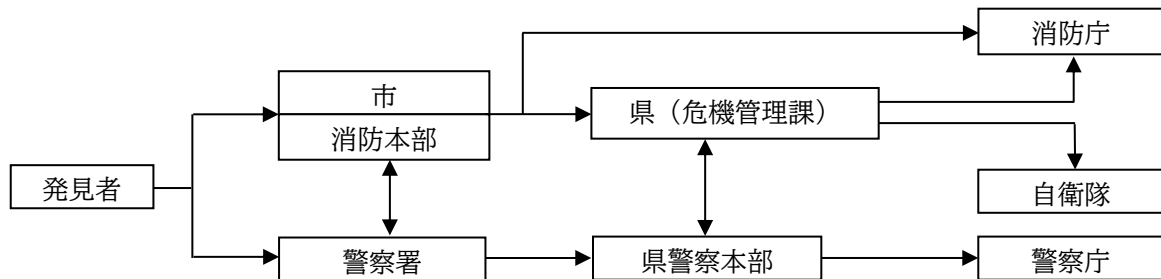 消防庁
市
県（危機管理課）
消防本部
発見者
自衛隊
警察署
県警察本部
警察庁